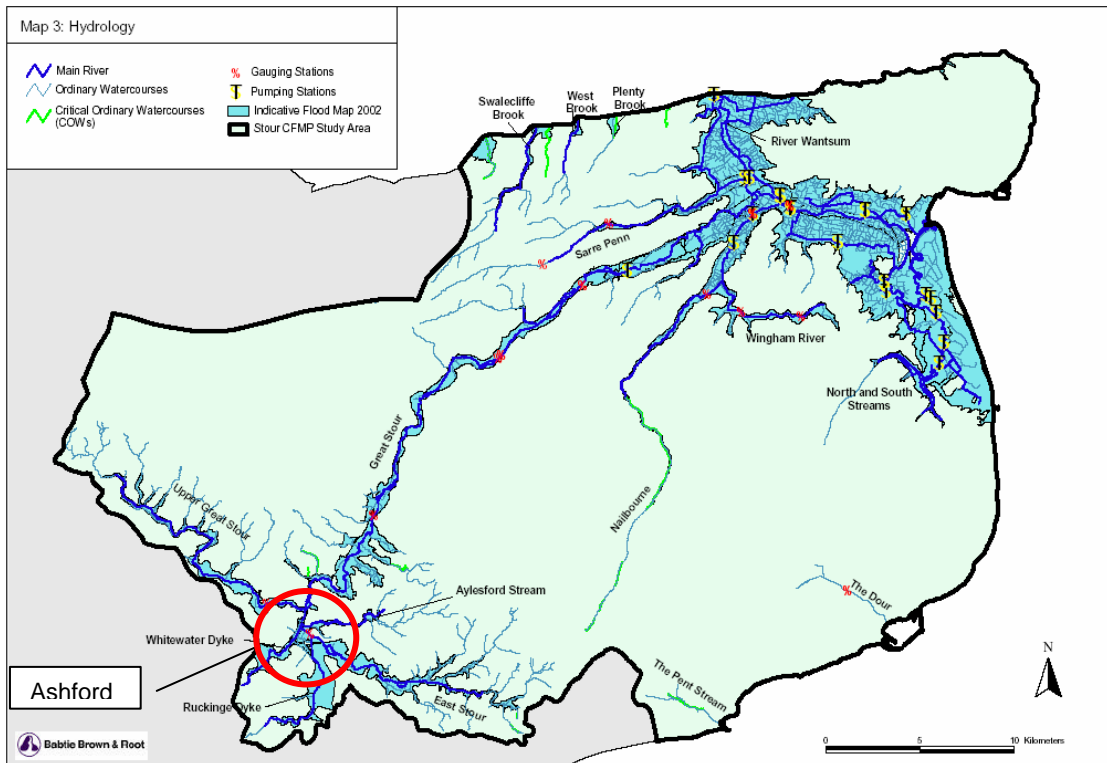 Map 3: Hydrology
Main River
Ordinary Watercourses
Critical Ordinary Watercourses
(COWs)
Gauging Stations
Pumping Stations
Indicative Flood Map 2002
Stour CFMP Study Area
Swalecliffe
Brook
West
Brook
Plenty
Brook
River Wantsum
Sarre Penn
Wingham River
North and South
Streams
Great Stour
Nailbourne
Upper Great Stour
The Dour
Aylesford Stream
Whitewater Dyke
Ashford
Ruckinge Dyke
East Stour
The Pent Stream
N
0 5 10 Kilometers
Babtie Brown & Root